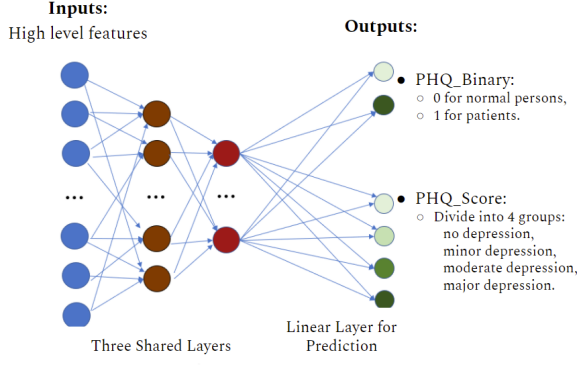 Inputs:
High level features
Outputs:
● PHQ_Binary:
○ 0 for normal persons,
○ 1 for patients.
...
...
...
● PHQ_Score:
○ Divide into 4 groups:
no depression,
minor depression,
moderate depression,
major depression.
Three Shared Layers
Linear Layer for
Prediction